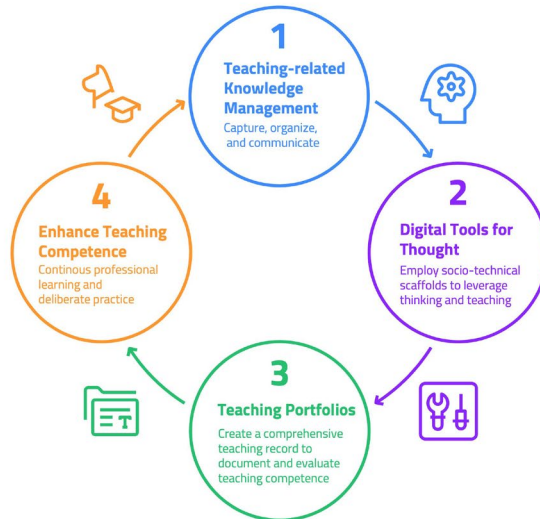 1
Teaching-related
Knowledge
Management
Capture, organize,
and communicate
2
Digital Tools for
Thought
Employ socio-technical
scaffolds to leverage
thinking and teaching
3
Teaching Portfolios
Create a comprehensive
teaching record to
document and evaluate
teaching competence
4
Enhance Teaching
Competence
Continous professional
learning and
deliberate practice
T